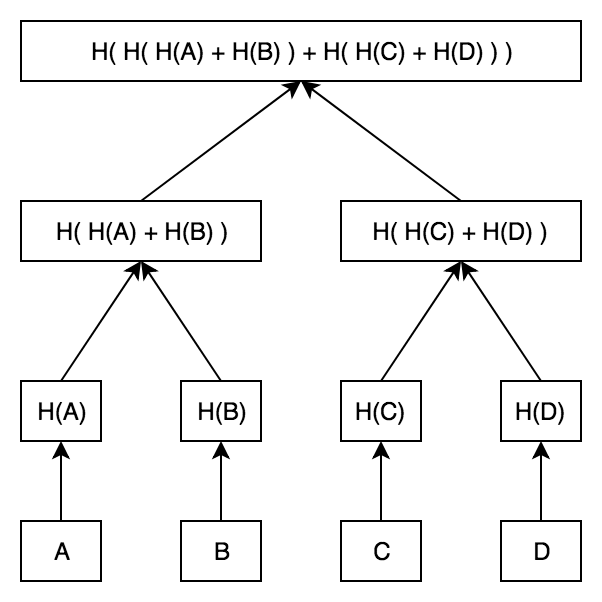 H( H( H(A) + H(B) ) + H( H(C) + H(D) ) )
H( H(A) + H(B) )
H( H(C) + H(D) )
H(A)
H(B)
H(C)
H(D)
A
B
C
D